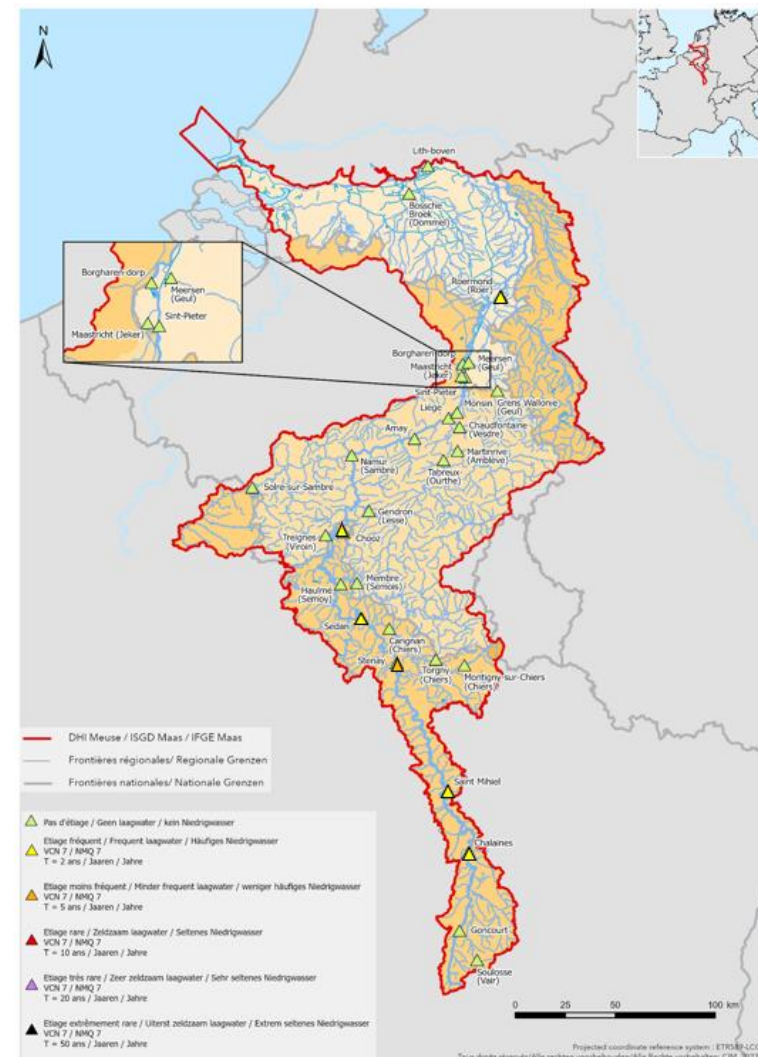 N
Lith-boven
Bossche
Broek
(Dommel)
Roermond
(Roer)
Borgharen-dorp
Meersen
(Geul)
Sint-Pieter
Maastricht (Jeker)
Borgharen-dorp
Maastricht
(Jeker)
Meersen
(Geul)
Sint-Pieter
Monsin
Grens Wallonie
(Geul)
Liège
Chaudfontaine
(Vesdre)
Amay
Martinrive
(Amblève)
Namur
(Sambre)
Tabreux
(Ourthe)
Solre-sur-Sambre
Gendron
(Lesse)
Treignes
(Viroin)
Chooz
Haulmé
(Semoy)
Membre
(Semois)
Sedan
Carignan
(Chiers)
Stenay
Torgny
(Chiers)
Montigny-sur-Chiers
(Chiers)
Saint Mihiel
Chalaines
Goncourt
Soulosse
(Vair)
DHI Meuse / ISGD Maas / IFGE Maas
Frontières régionales/ Regionale Grenzen
Frontières nationales/ Nationale Grenzen
Pas d'étiage / Geen laagwater / kein Niedrigwasser
Etiage fréquent / Frequent laagwater / Häufiges Niedrigwasser
VCN 7 / NMQ 7
T = 2 ans / Jaaren / Jahre
Etiage moins fréquent / Minder frequent laagwater / weniger häufiges Niedrigwasser
VCN 7 / NMQ 7
T = 5 ans / Jaaren / Jahre
Etiage rare / Zeldzaam laagwater / Seltenes Niedrigwasser
VCN 7 / NMQ 7
T = 10 ans / Jaaren / Jahre
Etiage très rare / Zeer zeldzaam laagwater / Sehr seltenes Niedrigwasser
VCN 7 / NMQ 7
T = 20 ans / Jaaren / Jahre
Etiage extrêmement rare / Uiterst zeldzaam laagwater / Extrem seltenes Niedrigwasser
VCN 7 / NMQ 7
T = 50 ans / Jaaren / Jahre
0 25 50 100 km
Projected coordinate reference system : ETRS89-LCC